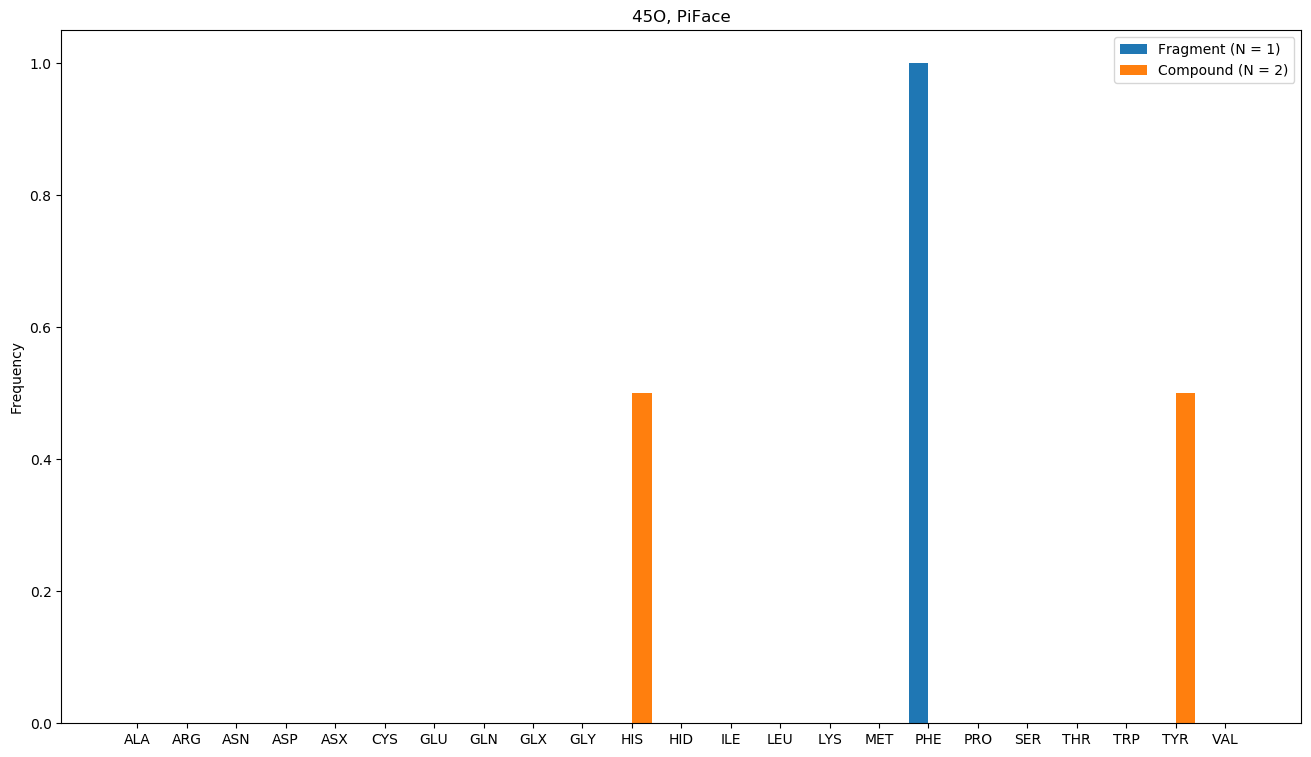 45O, PiFace
Fragment (N = 1)
Compound (N = 2)
Frequency
1.0
0.8
0.6
0.4
0.2
0.0
ALA ARG ASN ASP ASX CYS GLU GLN GLX GLY HIS HID ILE LEU LYS MET PHE PRO SER THR TRP TYR VAL